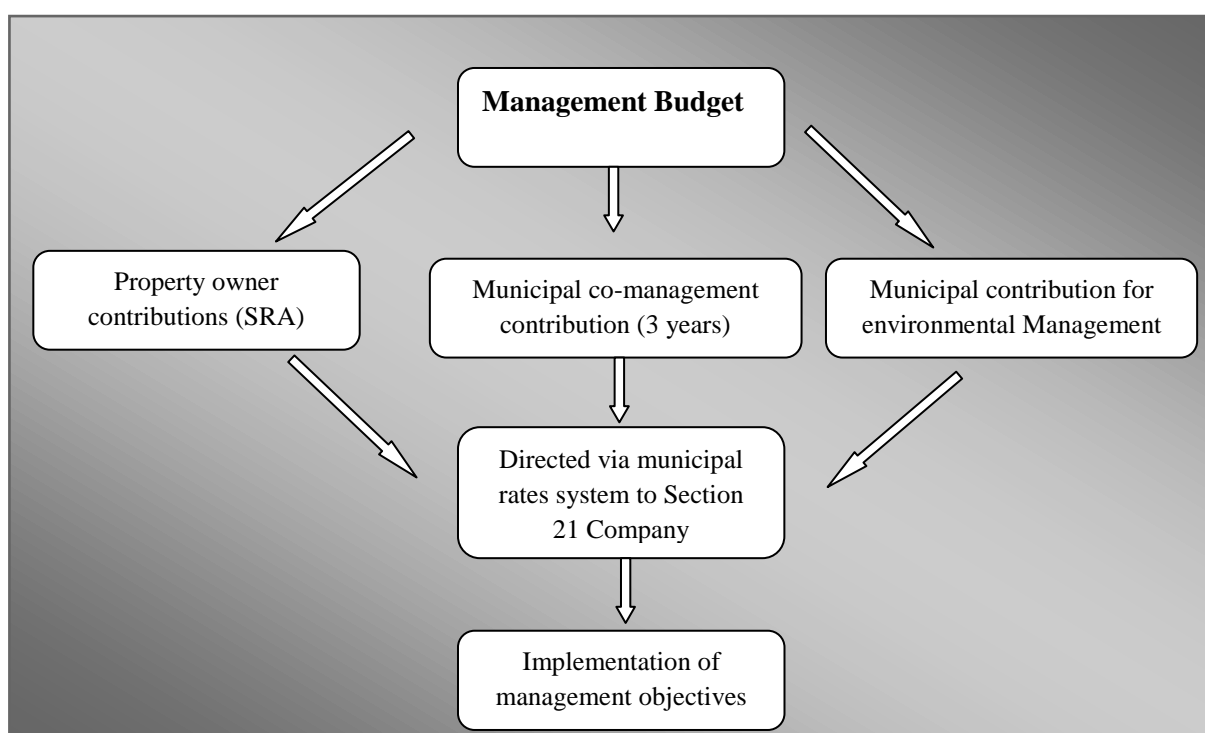 Management Budget
Property owner
contributions (SRA)
Municipal co-management
contribution (3 years)
Municipal contribution for
environmental Management
Directed via municipal
rates system to Section
21 Company
Implementation of
management objectives